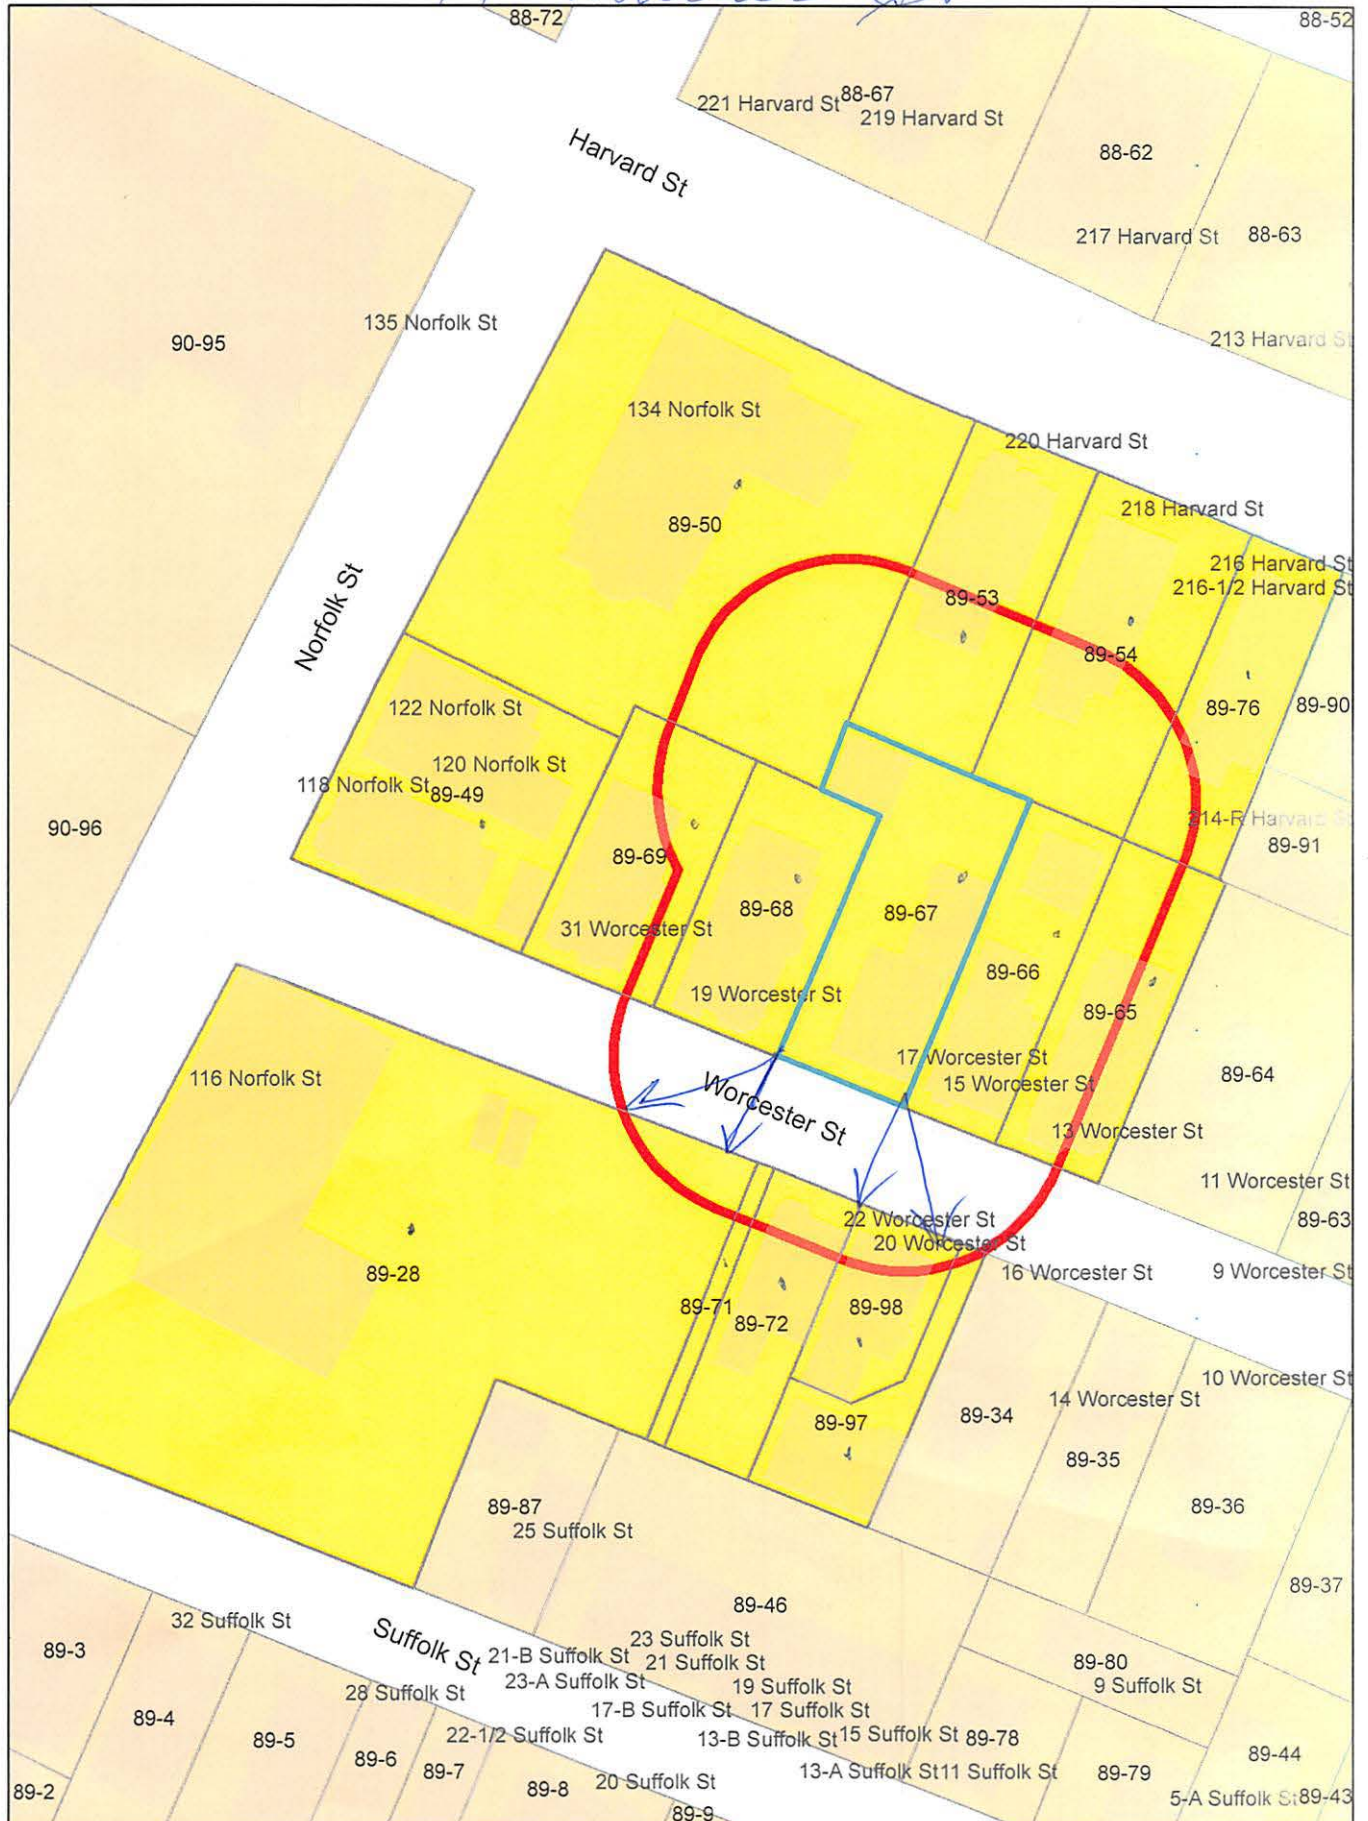 88-72
88-52
88-67
221 Harvard St
219 Harvard St
Harvard St
88-62
217 Harvard St
88-63
135 Norfolk St
90-95
213 Harvard St
134 Norfolk St
220 Harvard St
218 Harvard St
89-50
216 Harvard St
216-1/2 Harvard St
89-53
Norfolk St
89-54
122 Norfolk St
89-76
89-90
120 Norfolk St
118 Norfolk St
89-49
90-96
214-R Harvard St
89-91
89-69
89-68
89-67
31 Worcester St
89-66
19 Worcester St
89-65
17 Worcester St
15 Worcester St
89-64
116 Norfolk St
Worcester St
13 Worcester St
11 Worcester St
89-63
22 Worcester St
20 Worcester St
16 Worcester St
9 Worcester St
89-28
89-71
89-72
89-98
10 Worcester St
14 Worcester St
89-97
89-34
89-35
89-87
25 Suffolk St
89-36
89-37
89-46
32 Suffolk St
89-3
Suffolk St
23 Suffolk St
21-B Suffolk St
21 Suffolk St
89-80
23-A Suffolk St
19 Suffolk St
9 Suffolk St
28 Suffolk St
17-B Suffolk St
17 Suffolk St
89-4
22-1/2 Suffolk St
13-B Suffolk St
15 Suffolk St
89-78
89-5
89-6
89-7
13-A Suffolk St
11 Suffolk St
89-79
89-44
89-2
89-8
20 Suffolk St
5-A Suffolk St
89-43
89-9